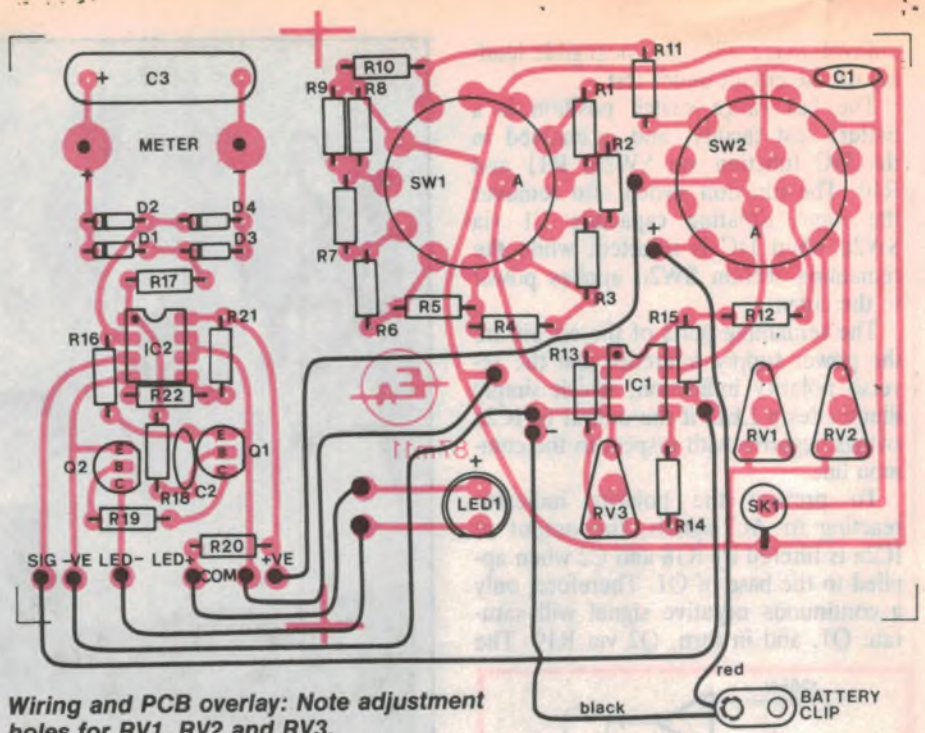 C3
+
METER
+
-
D2
D4
D1
D3
R17
R16
R21
IC2
R22
E
B
C
Q2
E
B
C
Q1
R18
C2
R19
R20
SIG -VE LED- LED+ COM +VE
R10
R9
R8
R11
R1
R2
C1
SW1
A
SW2
A
+
R7
R6
R5
R4
R3
R12
R15
R13
IC1
RV1
RV2
RV3
R14
LED1
+
SK1
red
black
BATTERY
CLIP
Wiring and PCB overlay: Note adjustment
holes for RV1, RV2 and RV3.